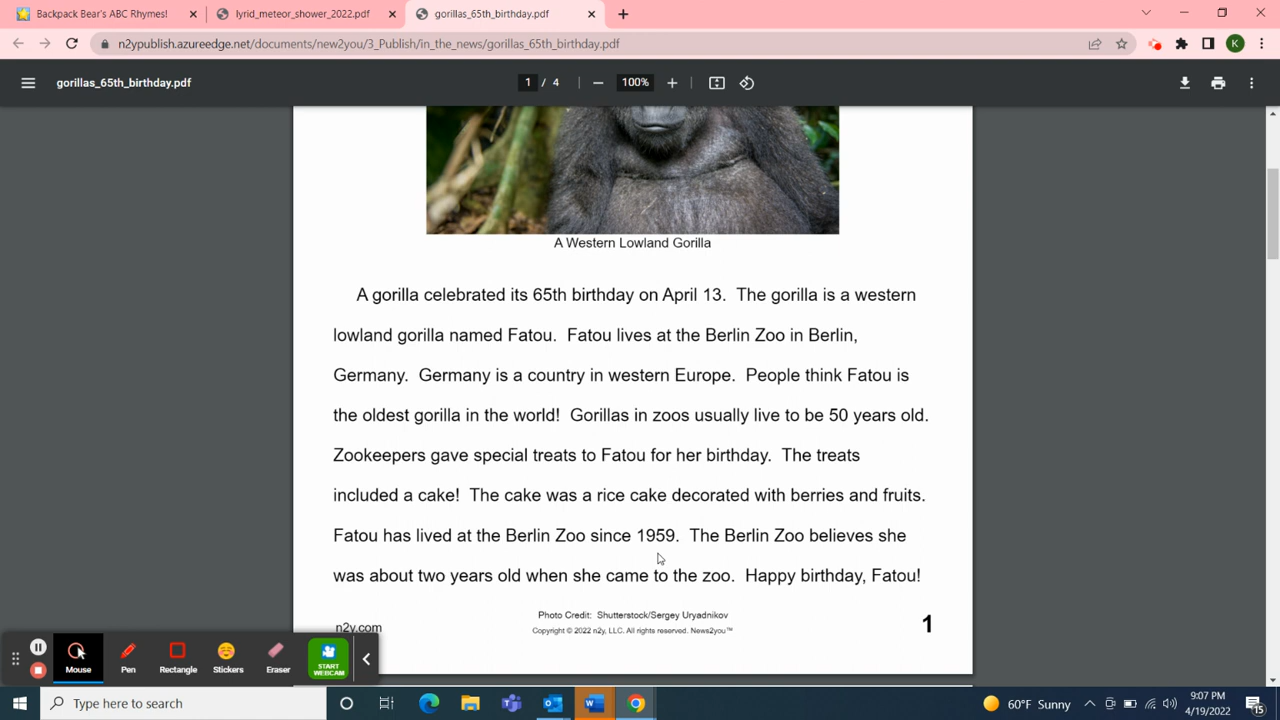 Backpack Bear's ABC Rhymes!
lyrid_meteor_shower_2022.pdf
gorillas_65th_birthday.pdf
n2ypublish.azureedge.net/documents/new2you/3_Publish/in_the_news/gorillas_65th_birthday.pdf
K
gorillas_65th_birthday.pdf
1 / 4
100%
A Western Lowland Gorilla
A gorilla celebrated its 65th birthday on April 13. The gorilla is a western
lowland gorilla named Fatou. Fatou lives at the Berlin Zoo in Berlin,
Germany. Germany is a country in western Europe. People think Fatou is
the oldest gorilla in the world! Gorillas in zoos usually live to be 50 years old.
Zookeepers gave special treats to Fatou for her birthday. The treats
included a cake! The cake was a rice cake decorated with berries and fruits.
Fatou has lived at the Berlin Zoo since 1959. The Berlin Zoo believes she
was about two years old when she came to the zoo. Happy birthday, Fatou!
Photo Credit: Shutterstock/Sergey Uryadnikov
n2y.com
Copyright © 2022 n2y, LLC. All rights reserved. News2you™
1
Mouse
Pen
Rectangle
Stickers
Eraser
START
WEBCAM
Type here to search
60°F Sunny
9:07 PM
4/19/2022
15